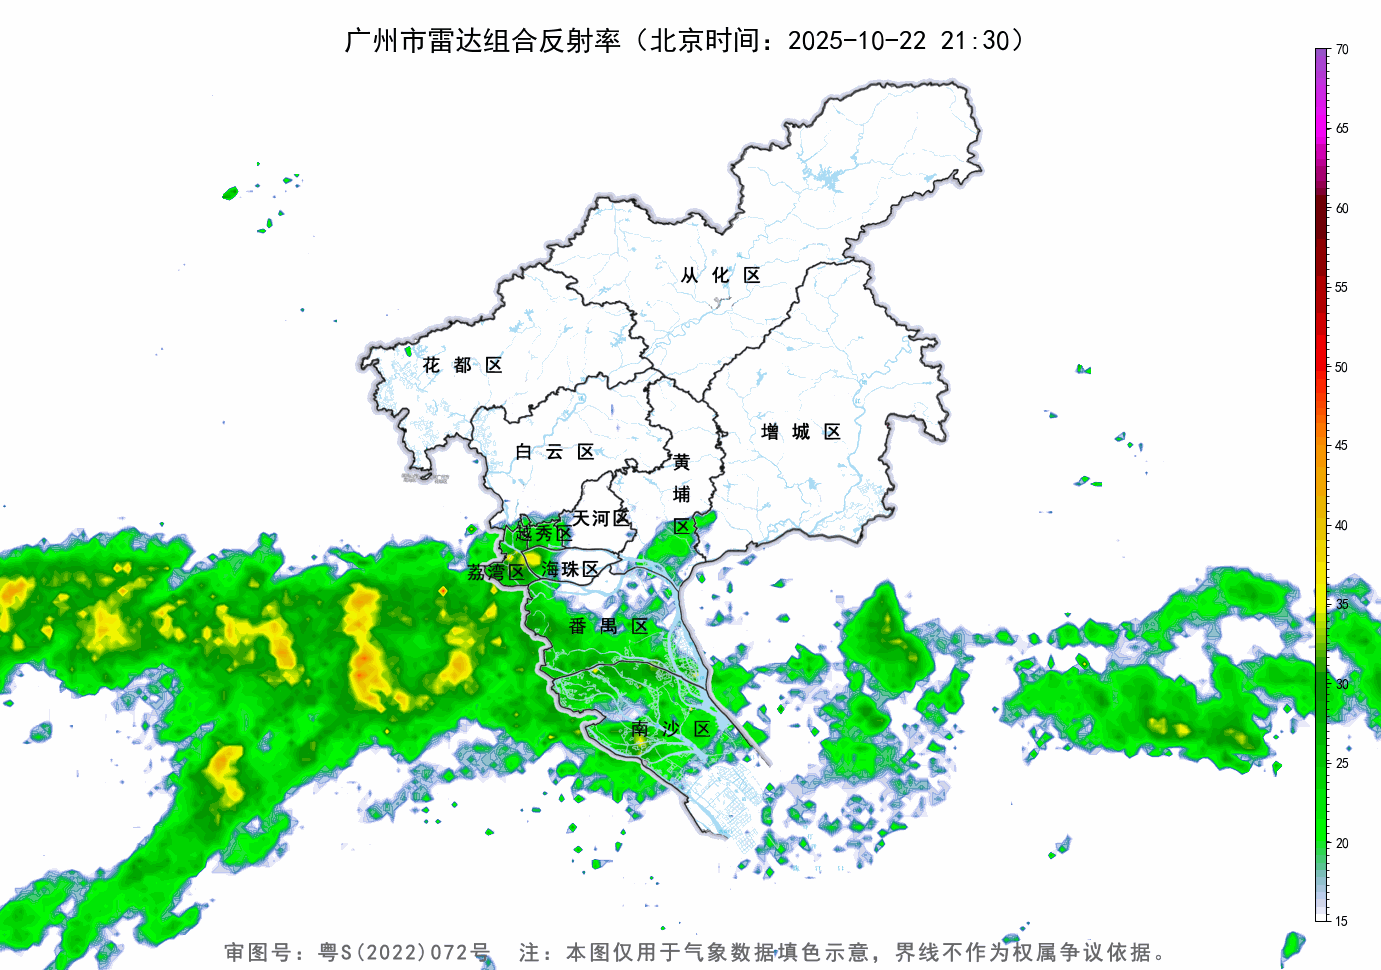 广州市雷达组合反射率（北京时间：2025-10-22 21:30）
70
65
60
55
50
45
40
35
30
25
20
15
从 化 区
花 都 区
增 城 区
白 云 区
黄
埔
区
天河区
越秀区
海珠区
荔湾区
番 禺 区
南 沙 区
审图号：粤S(2022)072号 注：本图仅用于气象数据填色示意，界线不作为权属争议依据。